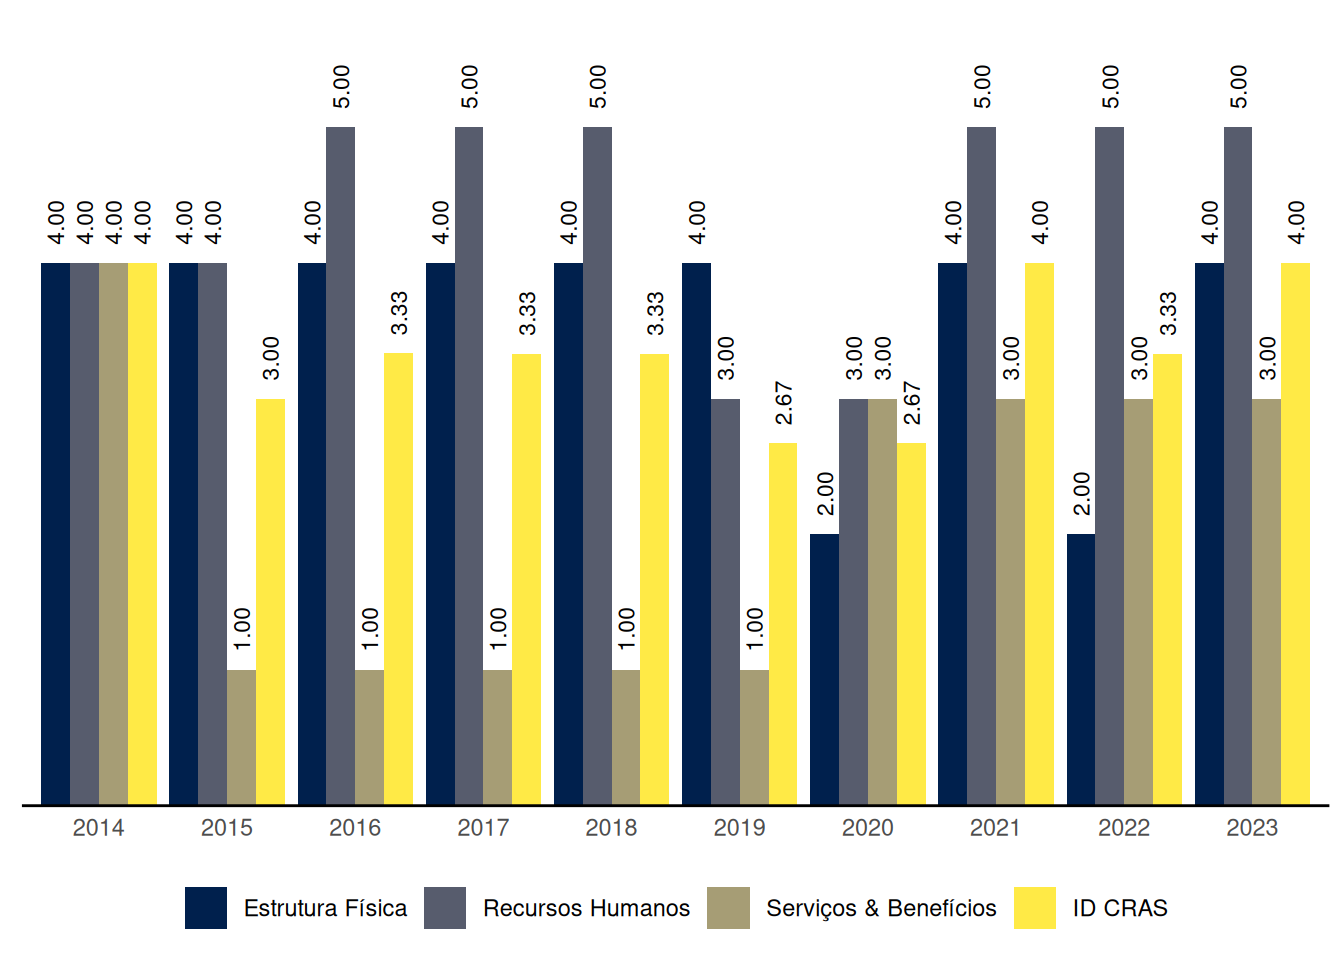 5.00 5.00 5.00 5.00 5.00 5.00
4.00 4.00 4.00 4.00 4.00 4.00 4.00 4.00 4.00 4.00 4.00 4.00 4.00 4.00
3.33 3.33 3.33 3.33
3.00 3.00 3.00 3.00 3.00 3.00 3.00
2.67 2.67
2.00 2.00
1.00 1.00 1.00 1.00 1.00
2014 2015 2016 2017 2018 2019 2020 2021 2022 2023
Estrutura Física Recursos Humanos Serviços & Benefícios ID CRAS